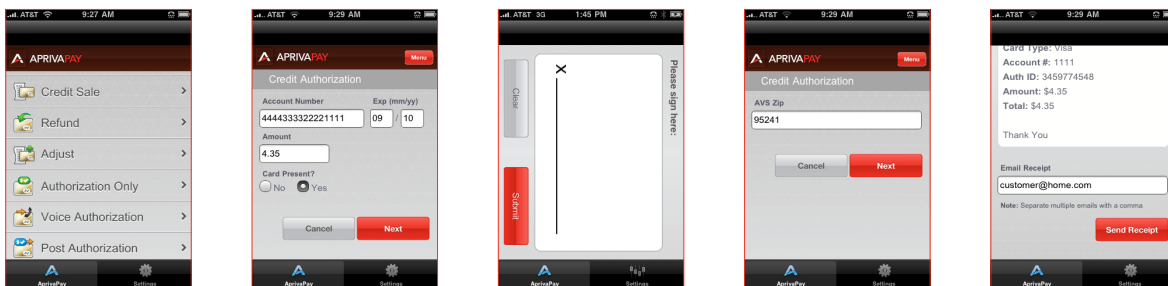 AT&T 9:27 AM
APRIVAPAY
Credit Sale
Refund
Adjust
Authorization Only
Voice Authorization
Post Authorization
AprivaPay Settings
AT&T 9:29 AM
APRIVAPAY Menu
Credit Authorization
Account Number Exp (mm/yy)
4444333322221111 09 / 10
Amount
4.35
Card Present?
No Yes
Cancel Next
AprivaPay Settings
AT&T 3G 1:45 PM
Please sign here:
X
Clear
Submit
AprivaPay Settings
AT&T 9:29 AM
APRIVAPAY Menu
Credit Authorization
AVS Zip
95241
Cancel Next
AprivaPay Settings
AT&T 9:29 AM
Card Type: Visa
Account #: 1111
Auth ID: 3459774548
Amount: $4.35
Total: $4.35
Thank You
Email Receipt
customer@home.com
Note: Separate multiple emails with a comma
Send Receipt
AprivaPay Settings